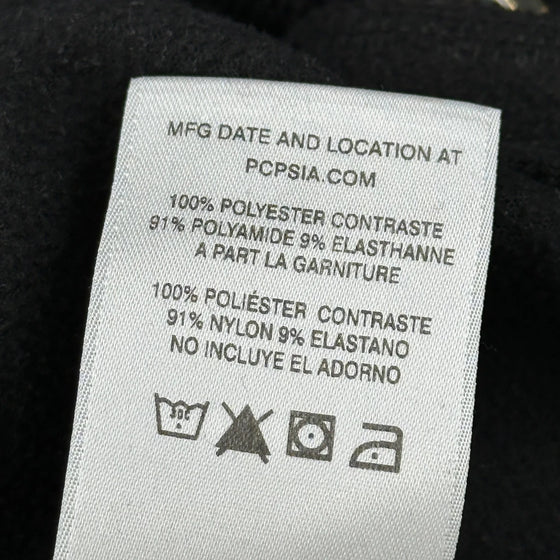 MFG DATE AND LOCATION AT
PCPSIA.COM
100% POLYESTER CONTRASTE
91% POLYAMIDE 9% ELASTHANNE
A PART LA GARNITURE
100% POLIÉSTER CONTRASTE
91% NYLON 9% ELASTANO
NO INCLUYE EL ADORNO
30C